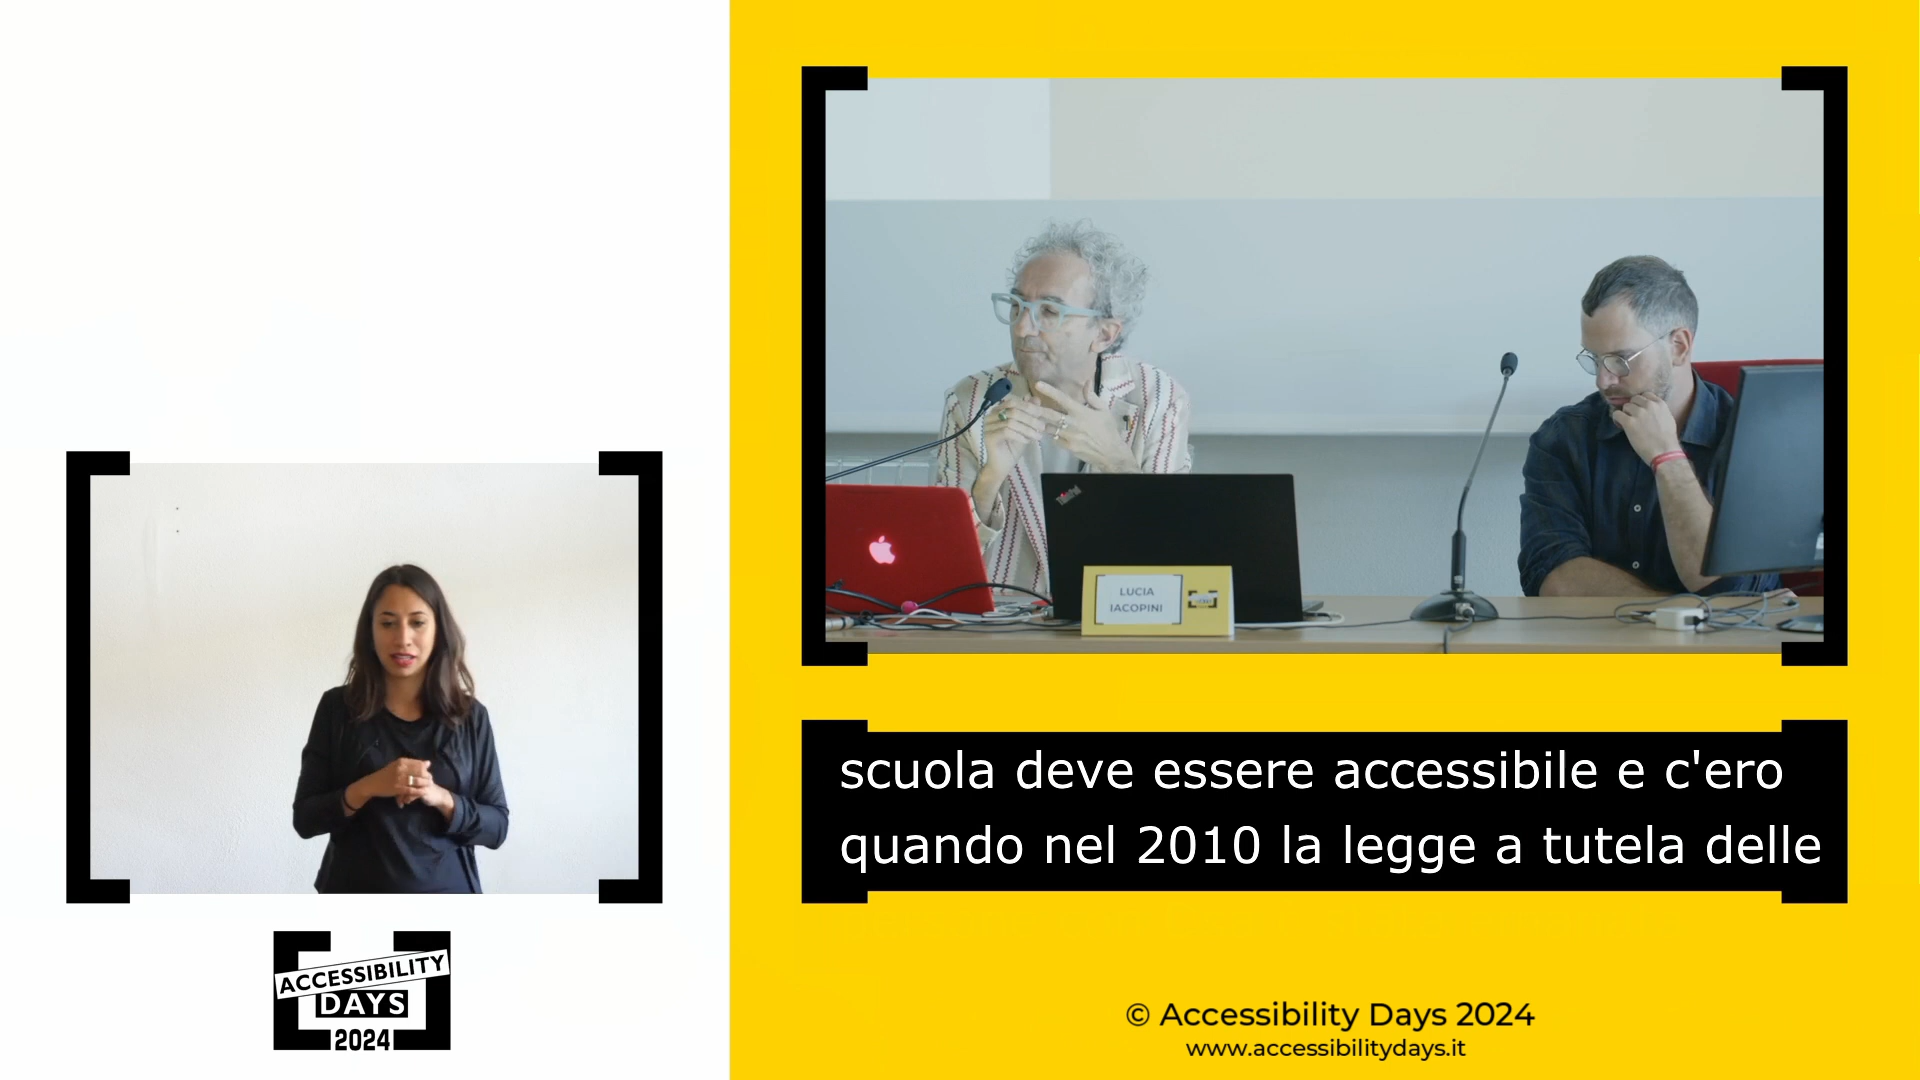 ThinkPad
LUCIA
IACOPINI
scuola deve essere accessibile e c'ero
quando nel 2010 la legge a tutela delle
ACCESSIBILITY
DAYS
2024
© Accessibility Days 2024
www.accessibilitydays.it